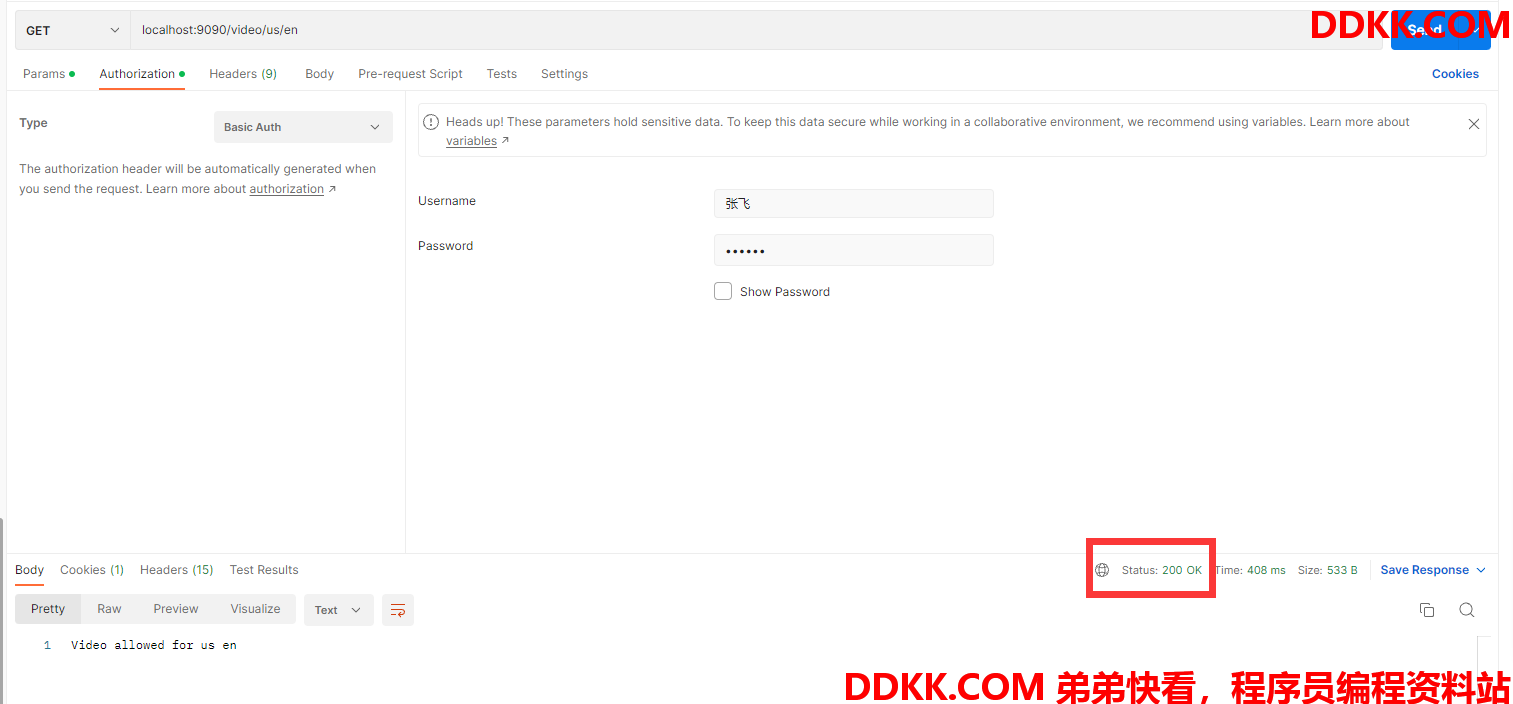 GET localhost:9090/video/us/en Send
DDKK.COM
Params Authorization Headers (9) Body Pre-request Script Tests Settings Cookies
Type Basic Auth
The authorization header will be automatically generated when
you send the request. Learn more about authorization ↗
Heads up! These parameters hold sensitive data. To keep this data secure while working in a collaborative environment, we recommend using variables. Learn more about
variables ↗
Username 张飞
Password ••••••
Show Password
Body Cookies (1) Headers (15) Test Results Status: 200 OK Time: 408 ms Size: 533 B Save Response
Pretty Raw Preview Visualize Text
1 Video allowed for us en
DDKK.COM 弟弟快看，程序员编程资料站